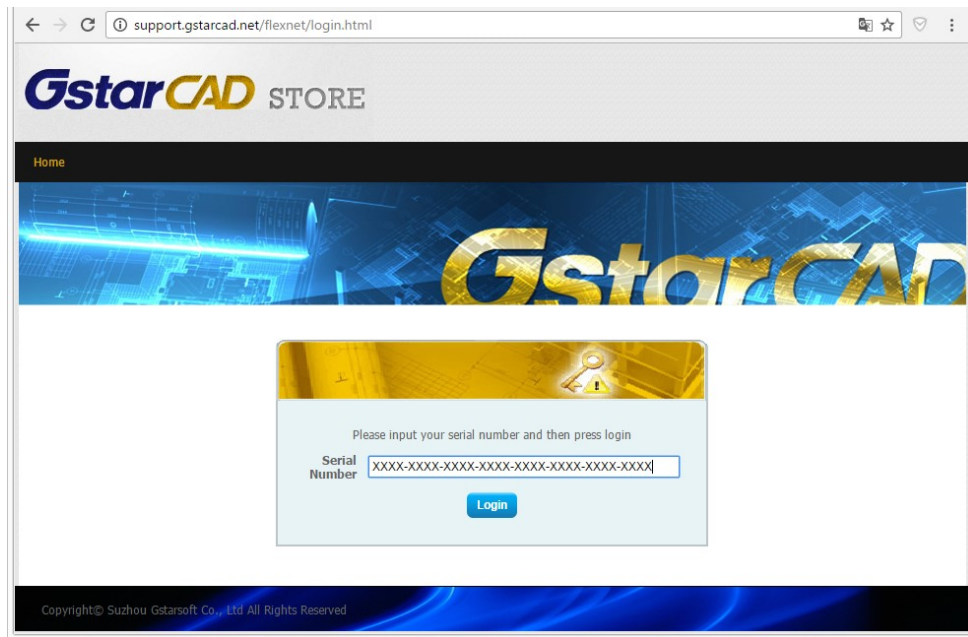 support.gstarcad.net/flexnet/login.html
GstarCAD STORE
Home
GstarCAD
Please input your serial number and then press login
Serial
Number
XXXX-XXXX-XXXX-XXXX-XXXX-XXXX-XXXX-XXXX
Login
Copyright© Suzhou Gstarsoft Co., Ltd All Rights Reserved